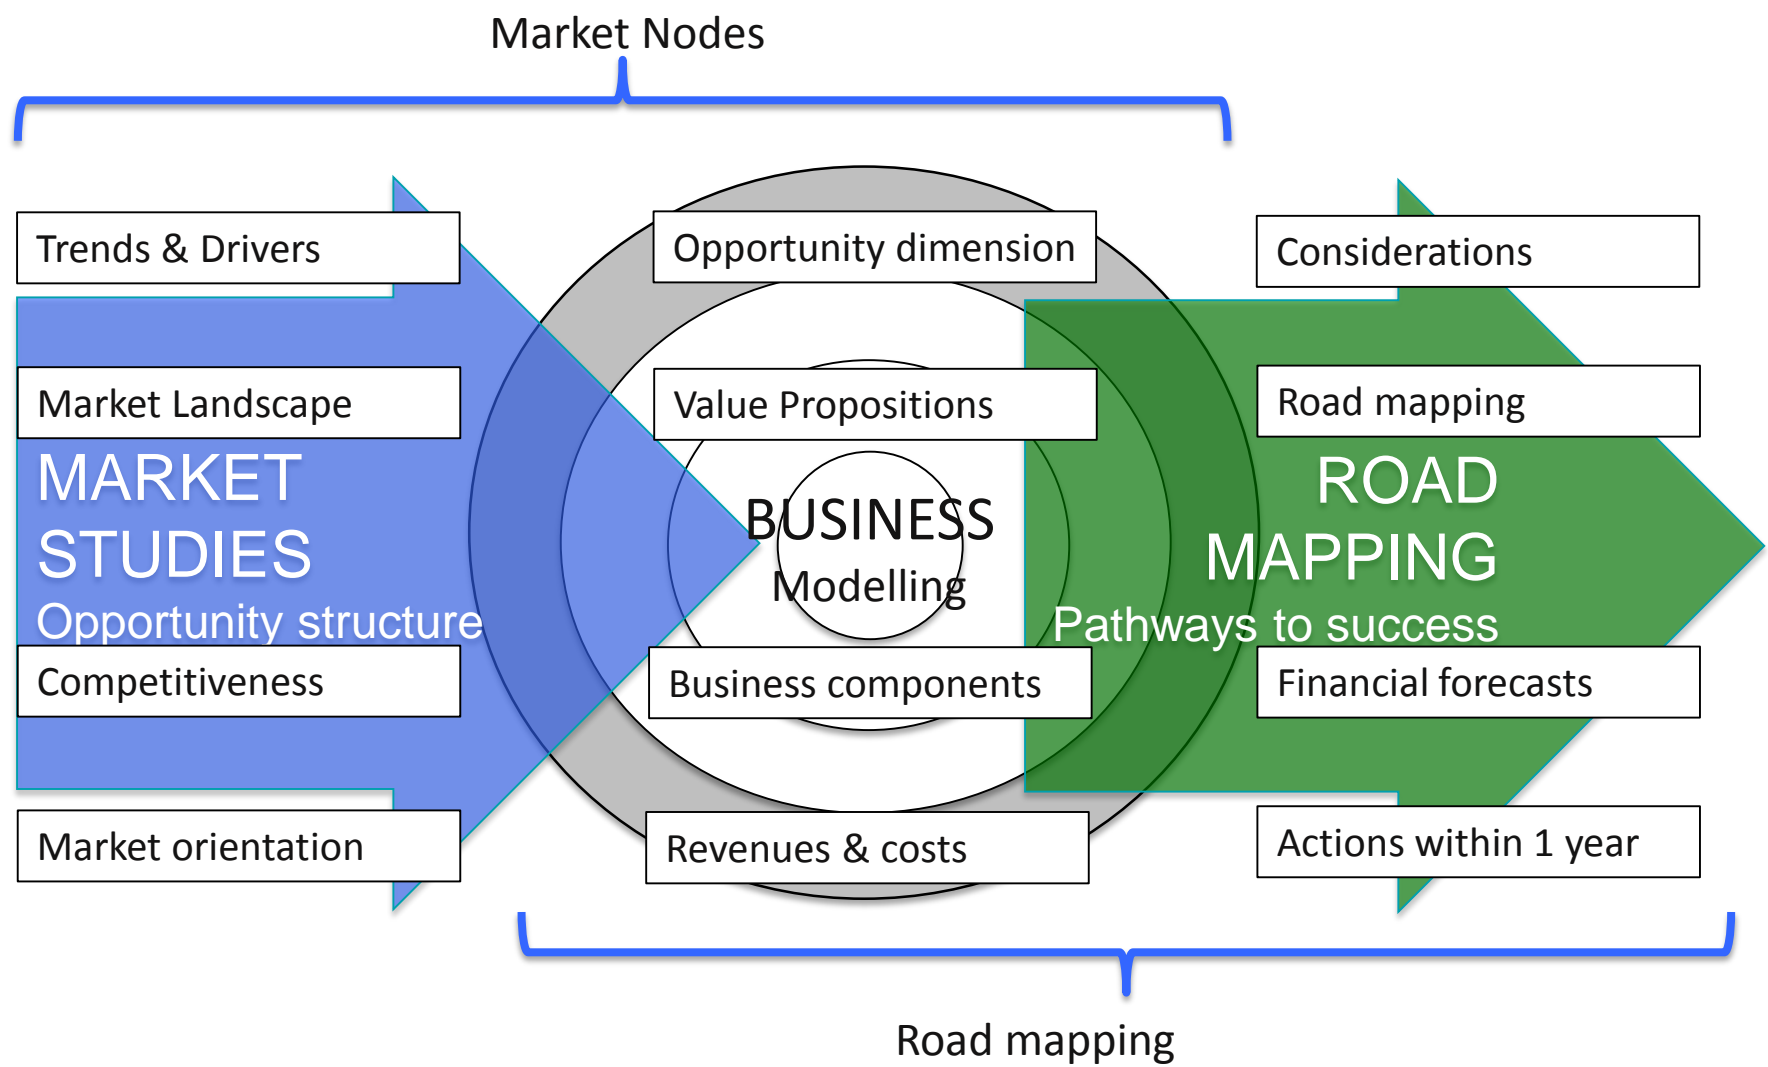 Market Nodes
Trends & Drivers
Market Landscape
MARKET
STUDIES
Opportunity structure
Competitiveness
Market orientation
Opportunity dimension
Value Propositions
BUSINESS
Modelling
Business components
Revenues & costs
Considerations
Road mapping
ROAD
MAPPING
Pathways to success
Financial forecasts
Actions within 1 year
Road mapping